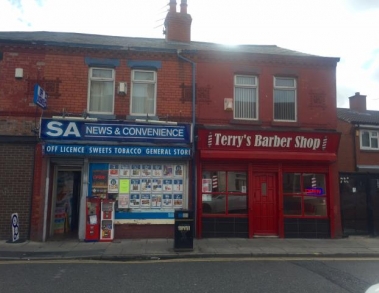 SA NEWS & CONVENIENCE
OFF LICENCE SWEETS TOBACCO GENERAL STORE
Terry's Barber Shop